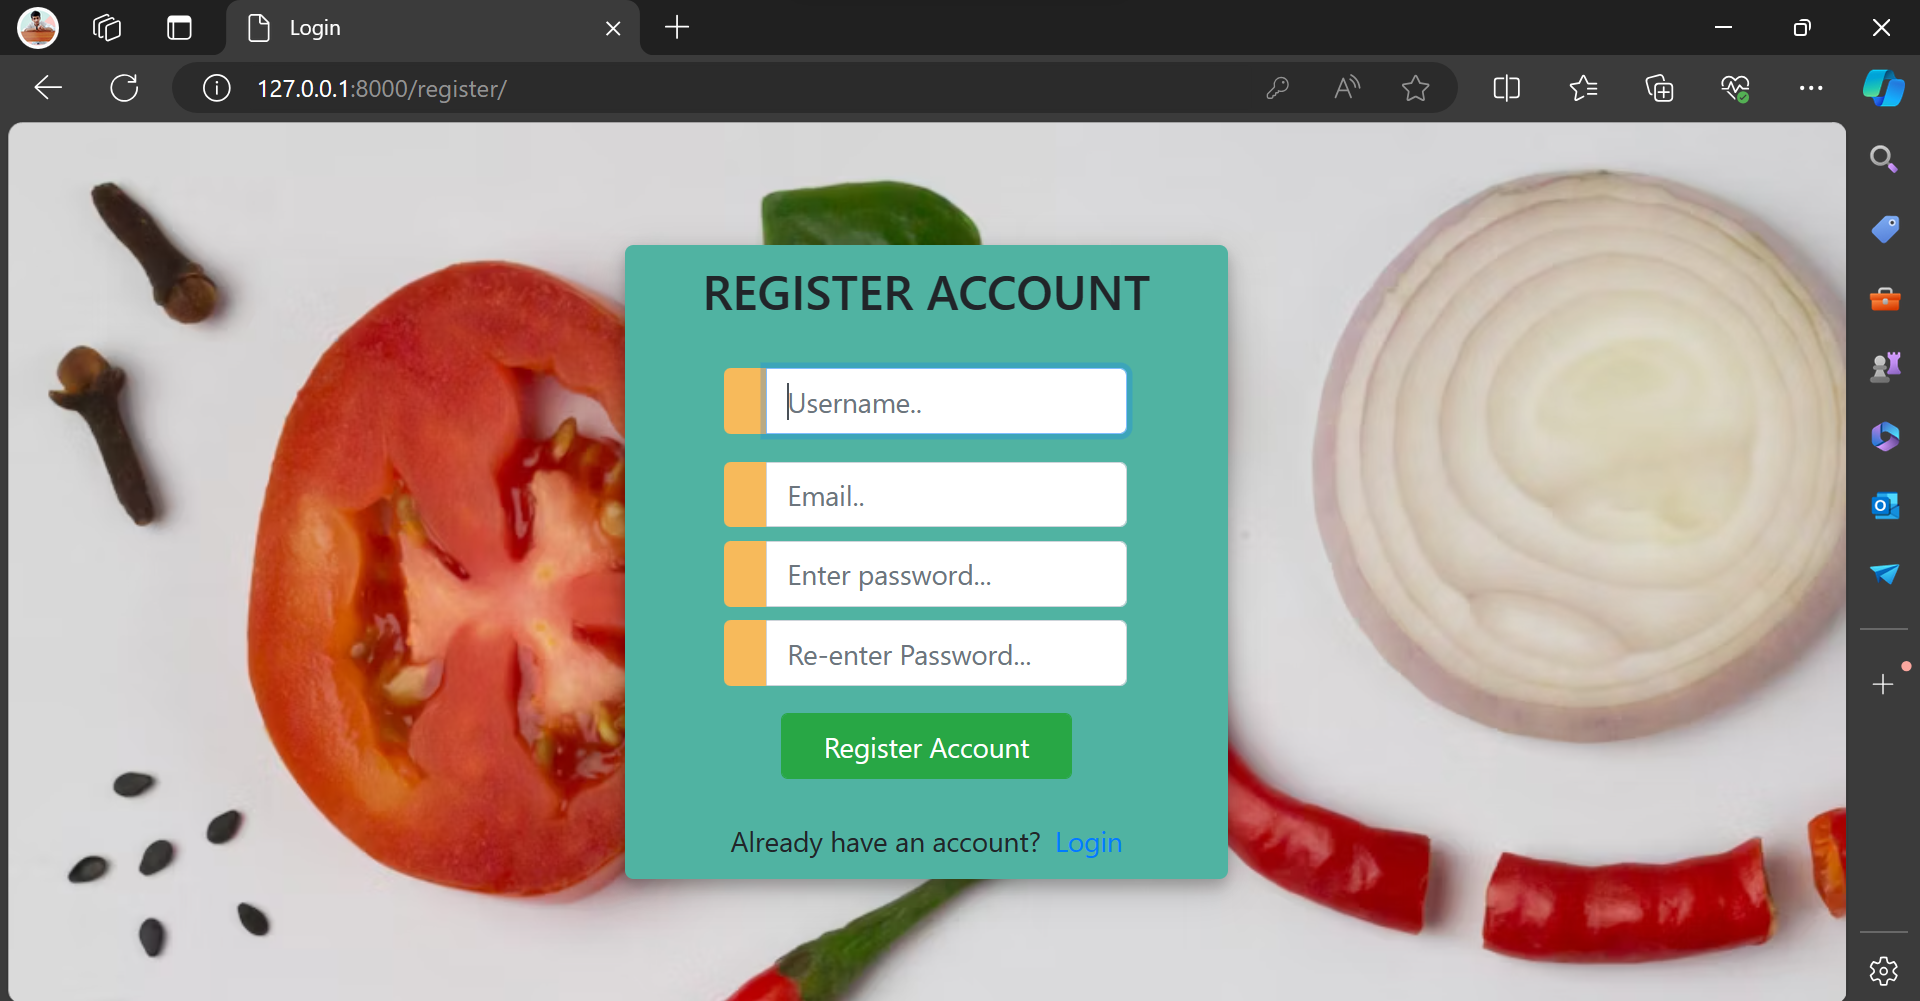 Login
127.0.0.1:8000/register/
REGISTER ACCOUNT
Username..
Email..
Enter password...
Re-enter Password...
Register Account
Already have an account? Login